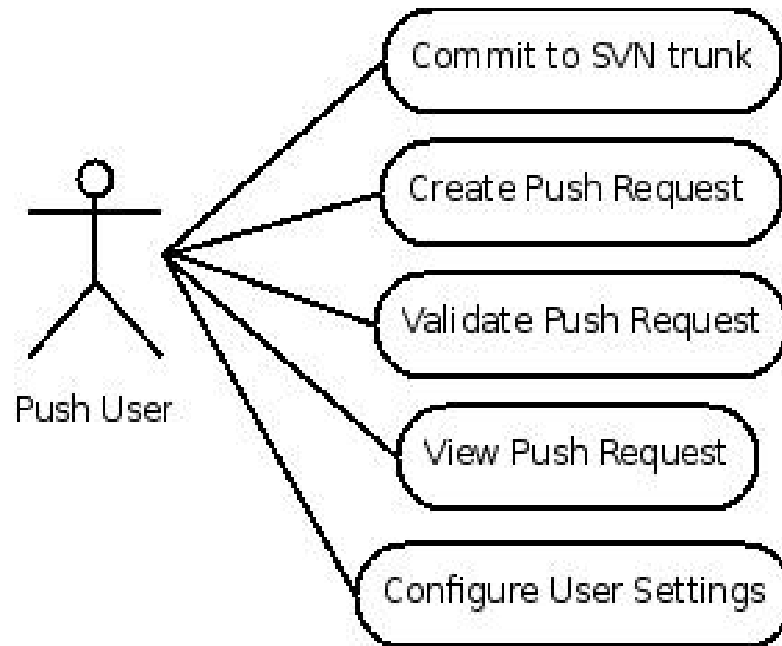 Commit to SVN trunk
Create Push Request
Validate Push Request
Push User
View Push Request
Configure User Settings